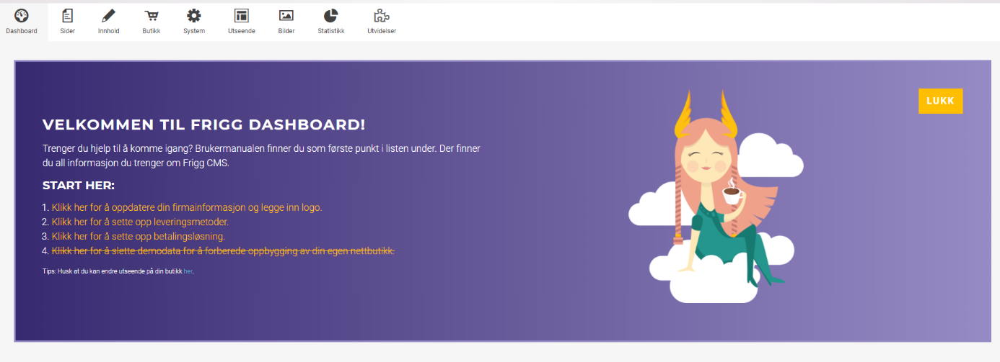 Dashboard
Sider
Innhold
Butikk
System
Utseende
Bilder
Statistikk
Utvidelser
LUKK
VELKOMMEN TIL FRIGG DASHBOARD!
Trenger du hjelp til å komme igang? Brukermanualen finner du som første punkt i listen under. Der finner
du all informasjon du trenger om Frigg CMS.
START HER:
1. Klikk her for å oppdatere din firmainformasjon og legge inn logo.
2. Klikk her for å sette opp leveringsmetoder.
3. Klikk her for å sette opp betalingsløsning.
4. Klikk her for å slette demodata for å forberede oppbygging av din egen nettbutikk.
Tips: Husk at du kan endre utseende på din butikk her.